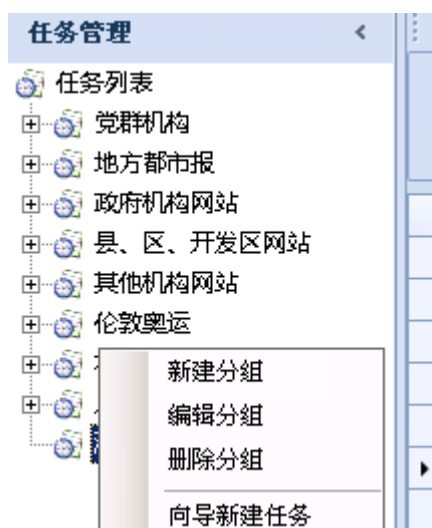 任务管理
任务列表
党群机构
地方都市报
政府机构网站
县、区、开发区网站
其他机构网站
伦敦奥运
新建分组
编辑分组
删除分组
向导新建任务